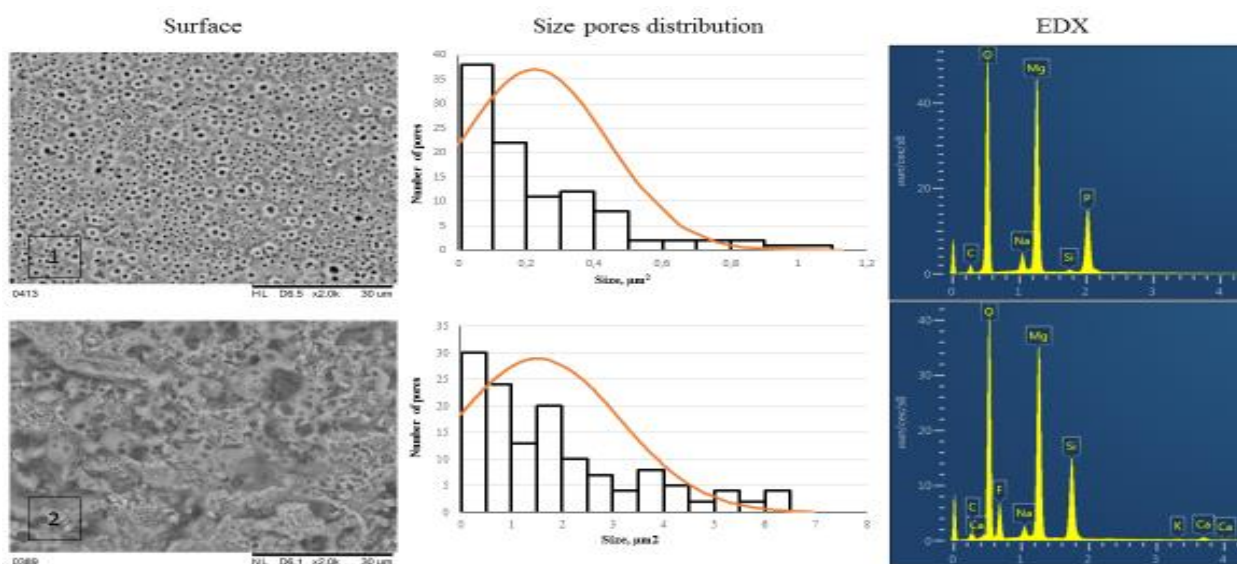 Surface
Size pores distribution
EDX
1
0413
HL D6.5 x2.0k 30 um
40
35
30
25
20
15
10
5
0
Number of pores
0
0,2
0,4
0,6
0,8
1
1,2
Size, µm²
40
20
0
O
Mg
P
Na
C
Si
0
1
2
3
4
2
0389
NL D6.1 x2.0k 30 um
35
30
25
20
15
10
5
0
Number of pores
0
1
2
3
4
5
6
7
8
Size, µm2
40
30
20
10
0
O
Mg
Si
F
C
Ca
Na
K
Ca
Ca
0
1
2
3
4